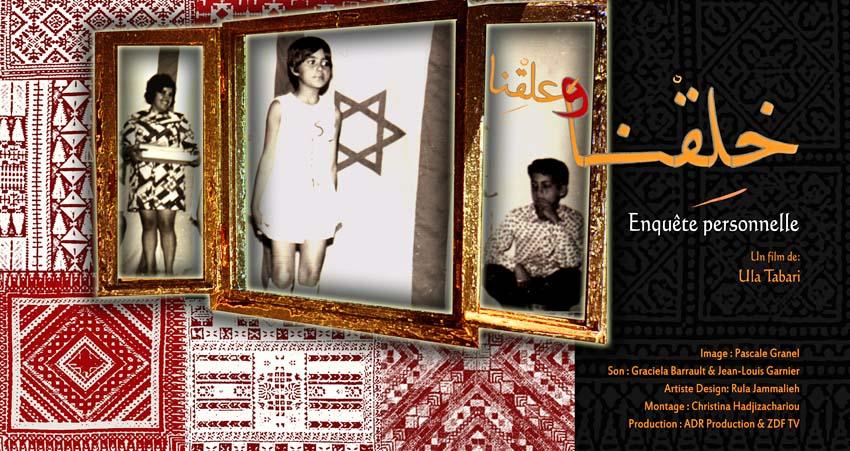 خلقنا
وعلقنا
Enquête personnelle
Un film de:
Ula Tabari
Image : Pascale Granel
Son : Graciela Barrault & Jean-Louis Garnier
Artiste Design: Rula Jammalieh
Montage : Christina Hadjizachariou
Production : ADR Production & ZDF TV